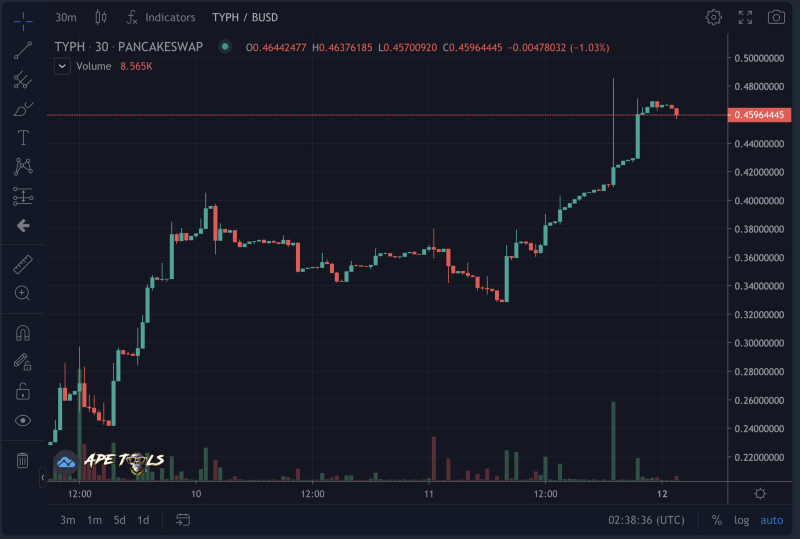 30m Indicators TYPH / BUSD
TYPH · 30 · PANCAKESWAP O0.46442477 H0.46376185 L0.45700920 C0.45964445 −0.00478032 (−1.03%)
Volume 8.565K
0.50000000
0.48000000
0.45964445
0.44000000
0.42000000
0.40000000
0.38000000
0.36000000
0.34000000
0.32000000
0.30000000
0.28000000
0.26000000
0.24000000
0.22000000
APE TOOLS
12:00 10 12:00 11 12:00 12
3m 1m 5d 1d 02:38:36 (UTC) % log auto